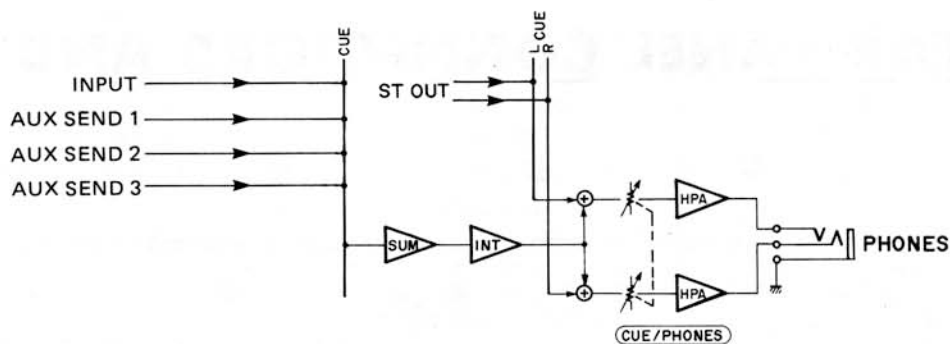 CUE
L CUE
R
INPUT
ST OUT
AUX SEND 1
AUX SEND 2
AUX SEND 3
HPA
SUM
INT
PHONES
HPA
CUE/PHONES